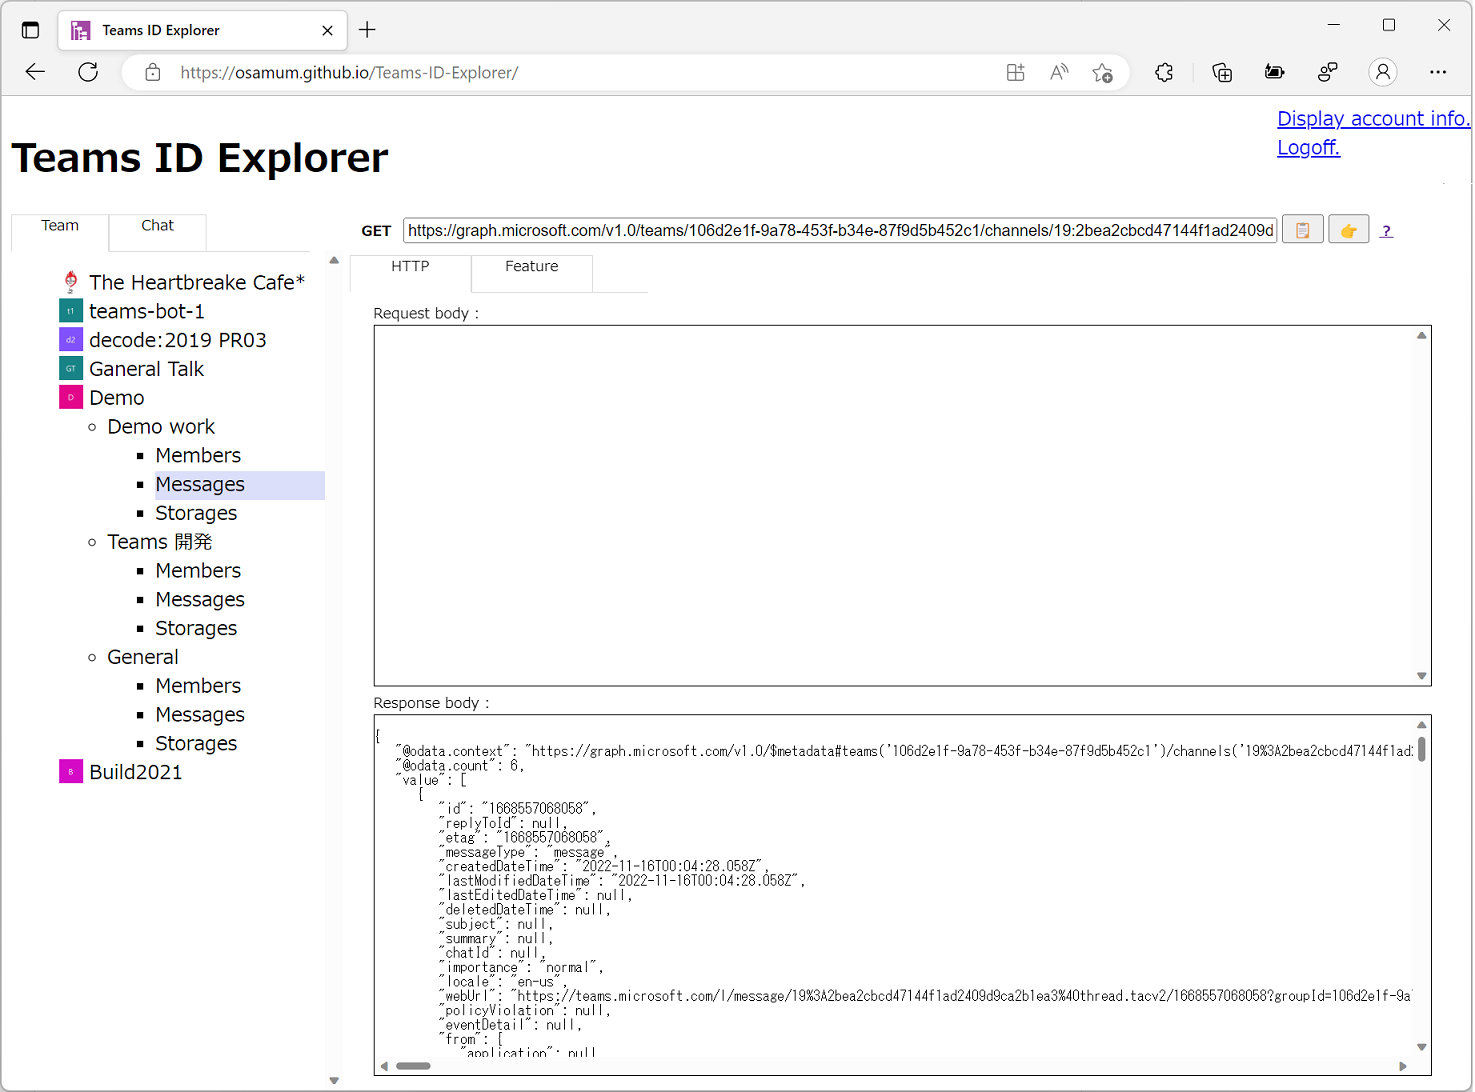 Teams ID Explorer
https://osamum.github.io/Teams-ID-Explorer/
Display account info.
Logoff.
Teams ID Explorer
Team
Chat
GET
https://graph.microsoft.com/v1.0/teams/106d2e1f-9a78-453f-b34e-87f9d5b452c1/channels/19:2bea2cbcd47144f1ad2409d
?
HTTP
Feature
The Heartbreake Cafe*
t1 teams-bot-1
d2 decode:2019 PR03
GT Ganeral Talk
D Demo
Demo work
Members
Messages
Storages
Teams 開発
Members
Messages
Storages
General
Members
Messages
Storages
B Build2021
Request body :
Response body :
{
"@odata.context": "https://graph.microsoft.com/v1.0/$metadata#teams('106d2e1f-9a78-453f-b34e-87f9d5b452c1')/channels('19%3A2bea2cbcd47144f1ad2
"@odata.count": 6,
"value": [
{
"id": "1668557068058",
"replyToId": null,
"etag": "1668557068058",
"messageType": "message",
"createdDateTime": "2022-11-16T00:04:28.058Z",
"lastModifiedDateTime": "2022-11-16T00:04:28.058Z",
"lastEditedDateTime": null,
"deletedDateTime": null,
"subject": null,
"summary": null,
"chatId": null,
"importance": "normal",
"locale": "en-us",
"webUrl": "https://teams.microsoft.com/l/message/19%3A2bea2cbcd47144f1ad2409d9ca2b1ea3%40thread.tacv2/1668557068058?groupId=106d2e1f-9a
"policyViolation": null,
"eventDetail": null,
"from": {
"application": null